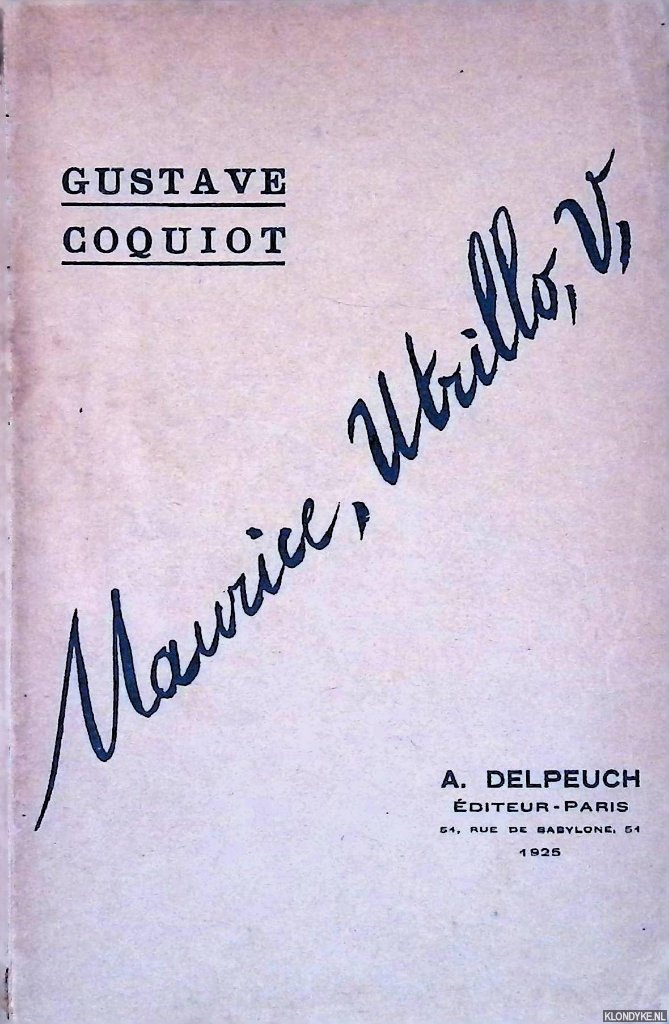 GUSTAVE
COQUIOT
Maurice, Utrillo, V,
A. DELPEUCH
ÉDITEUR-PARIS
51, RUE DE BABYLONE, 51
1925
KLONDYKE.NL